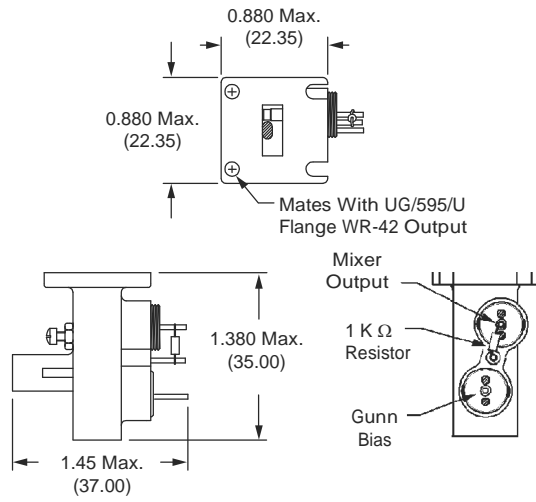 0.880 Max.
(22.35)
0.880 Max.
(22.35)
Mates With UG/595/U
Flange WR-42 Output
Mixer
Output
1.380 Max.
(35.00)
1 K Ω
Resistor
Gunn
Bias
1.45 Max.
(37.00)